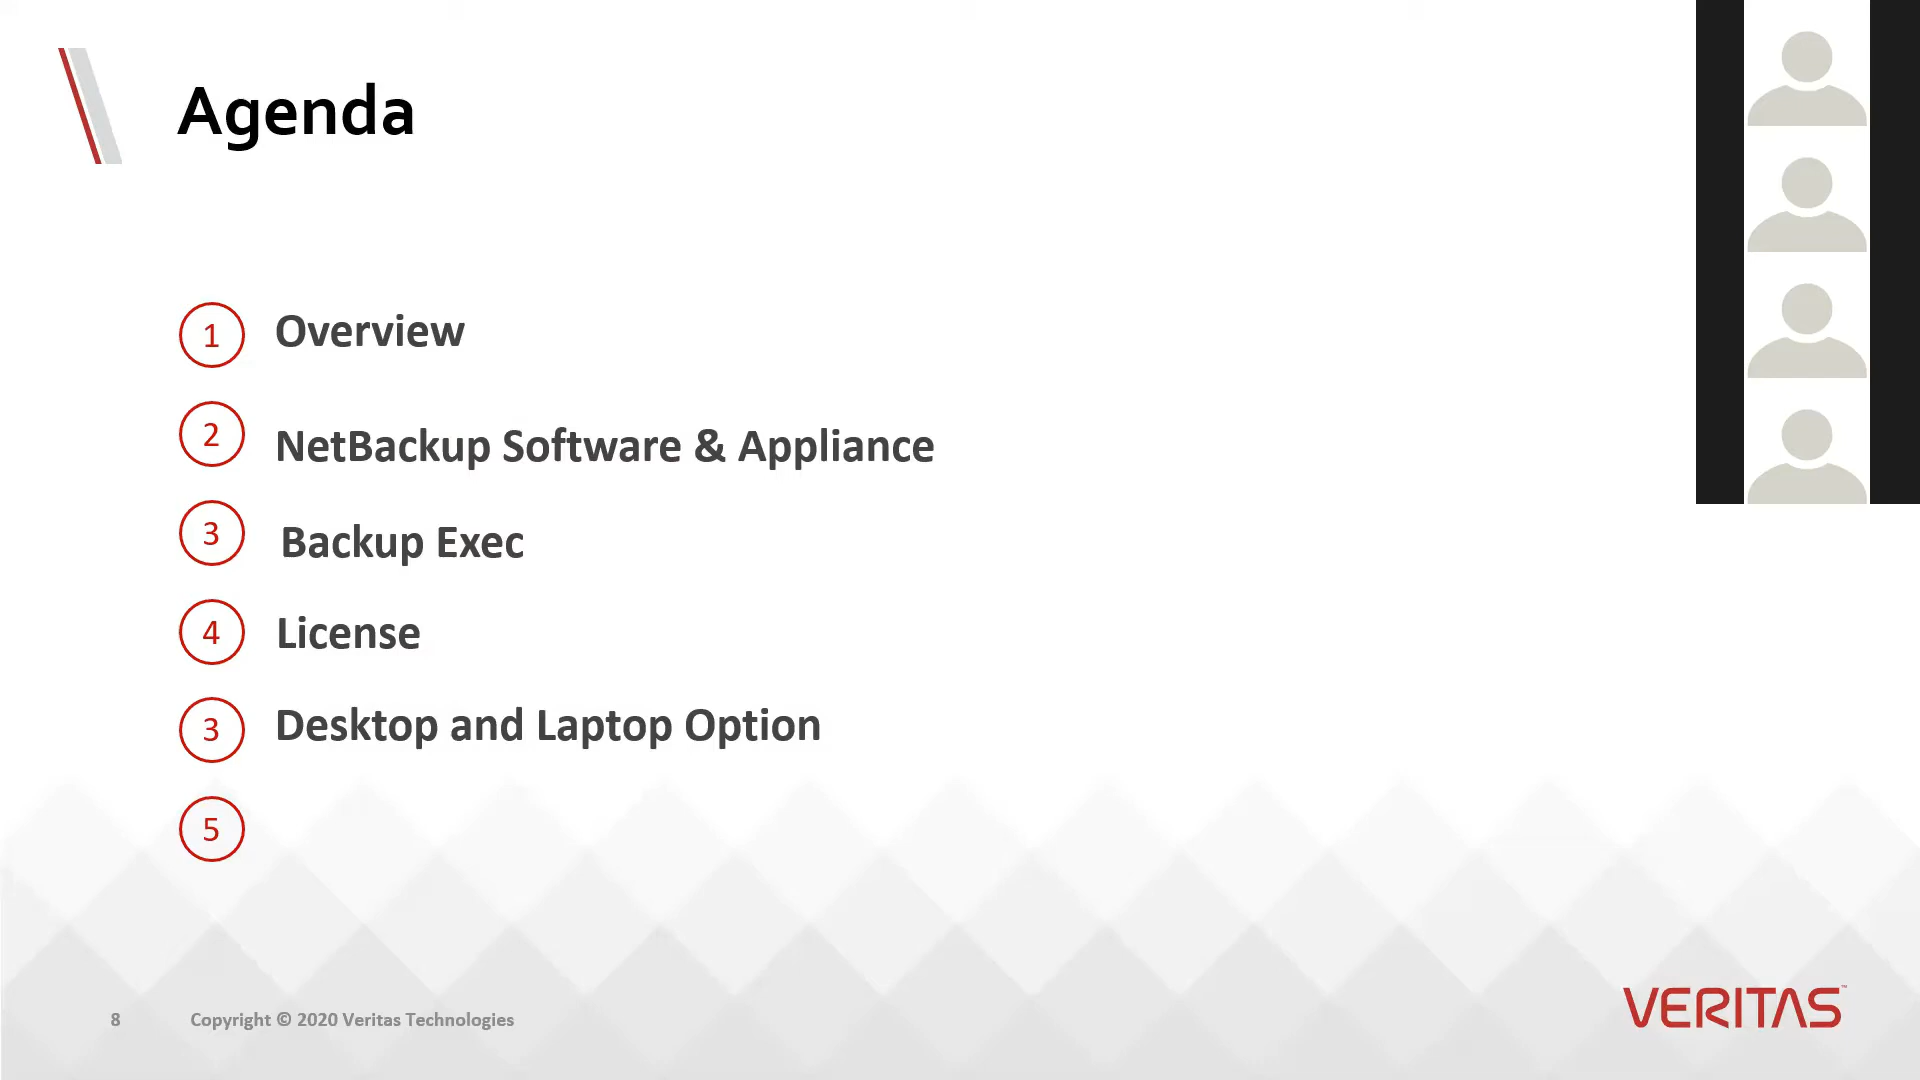 Agenda
1 Overview
2 NetBackup Software & Appliance
3 Backup Exec
4 License
3 Desktop and Laptop Option
5
8 Copyright © 2020 Veritas Technologies
VERITAS™